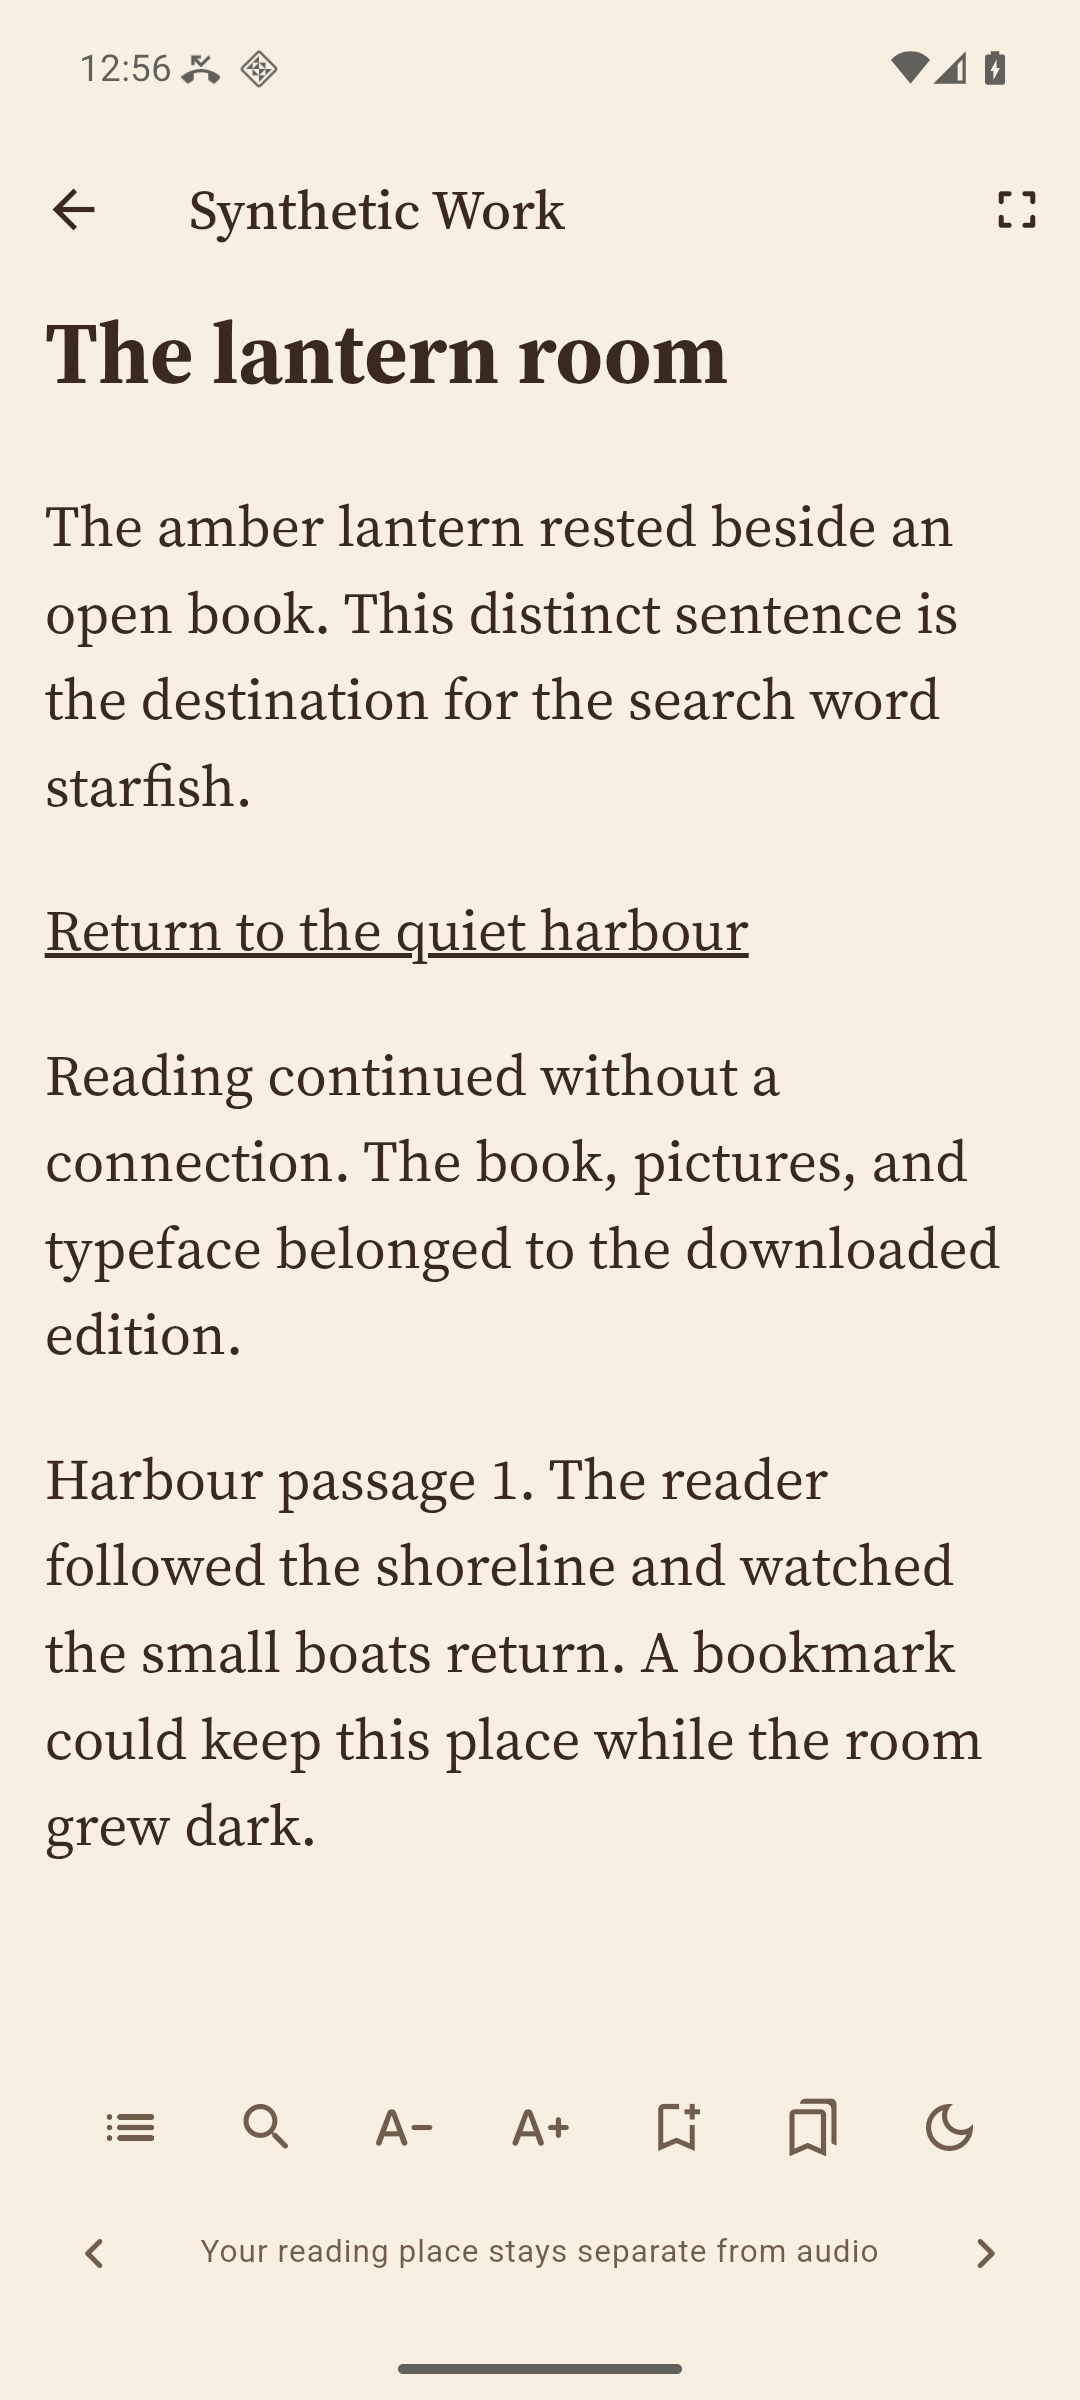 12:56
Synthetic Work
The lantern room
The amber lantern rested beside an
open book. This distinct sentence is
the destination for the search word
starfish.
Return to the quiet harbour
Reading continued without a
connection. The book, pictures, and
typeface belonged to the downloaded
edition.
Harbour passage 1. The reader
followed the shoreline and watched
the small boats return. A bookmark
could keep this place while the room
grew dark.
A- A+
Your reading place stays separate from audio